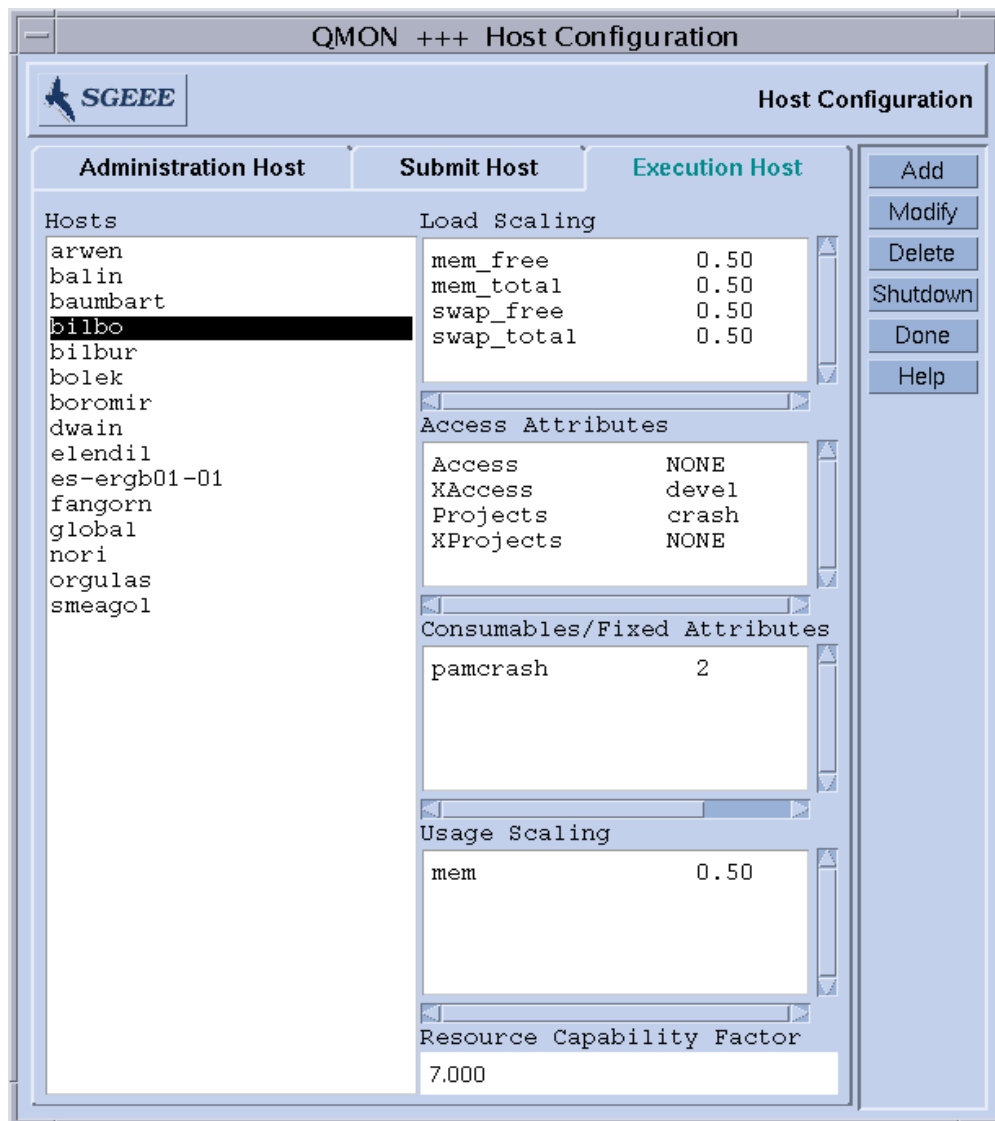 QMON +++ Host Configuration
SGEEE
Host Configuration
Administration Host
Submit Host
Execution Host
Hosts
arwen
balin
baumbart
bilbo
bilbur
bolek
boromir
dwain
elendil
es-ergb01-01
fangorn
global
nori
orgulas
smeagol
Load Scaling
mem_free 0.50
mem_total 0.50
swap_free 0.50
swap_total 0.50
Access Attributes
Access NONE
XAccess devel
Projects crash
XProjects NONE
Consumables/Fixed Attributes
pamcrash 2
Usage Scaling
mem 0.50
Resource Capability Factor
7.000
Add
Modify
Delete
Shutdown
Done
Help